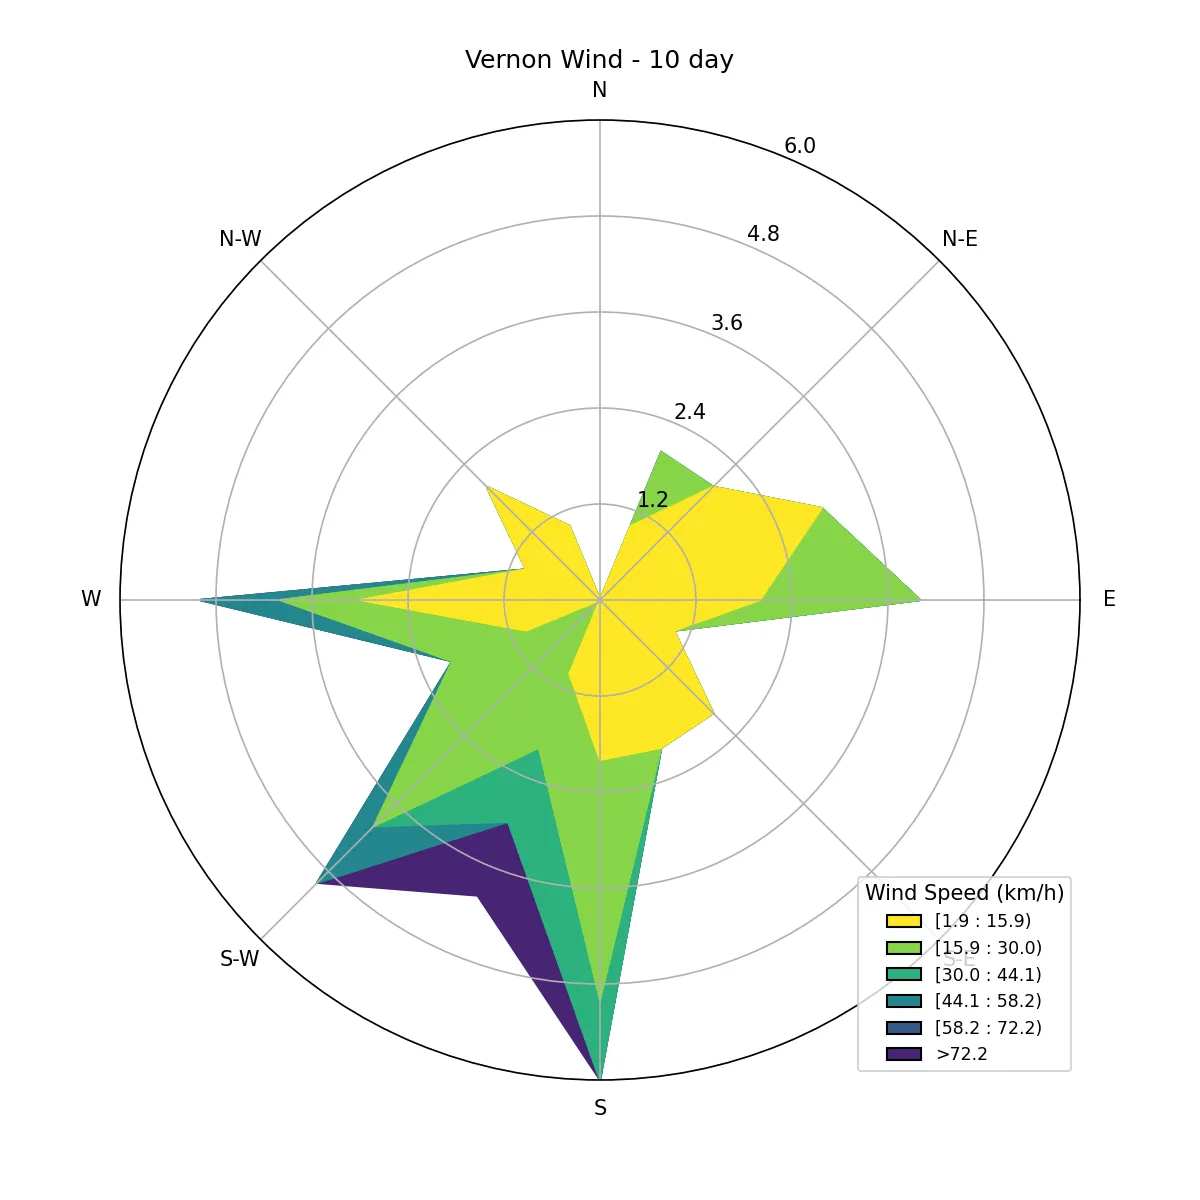 Vernon Wind - 10 day
N
6.0
4.8
N-W
N-E
3.6
2.4
1.2
W
E
Wind Speed (km/h)
[1.9 : 15.9)
[15.9 : 30.0)
S-W
S-E
[30.0 : 44.1)
[44.1 : 58.2)
[58.2 : 72.2)
>72.2
S